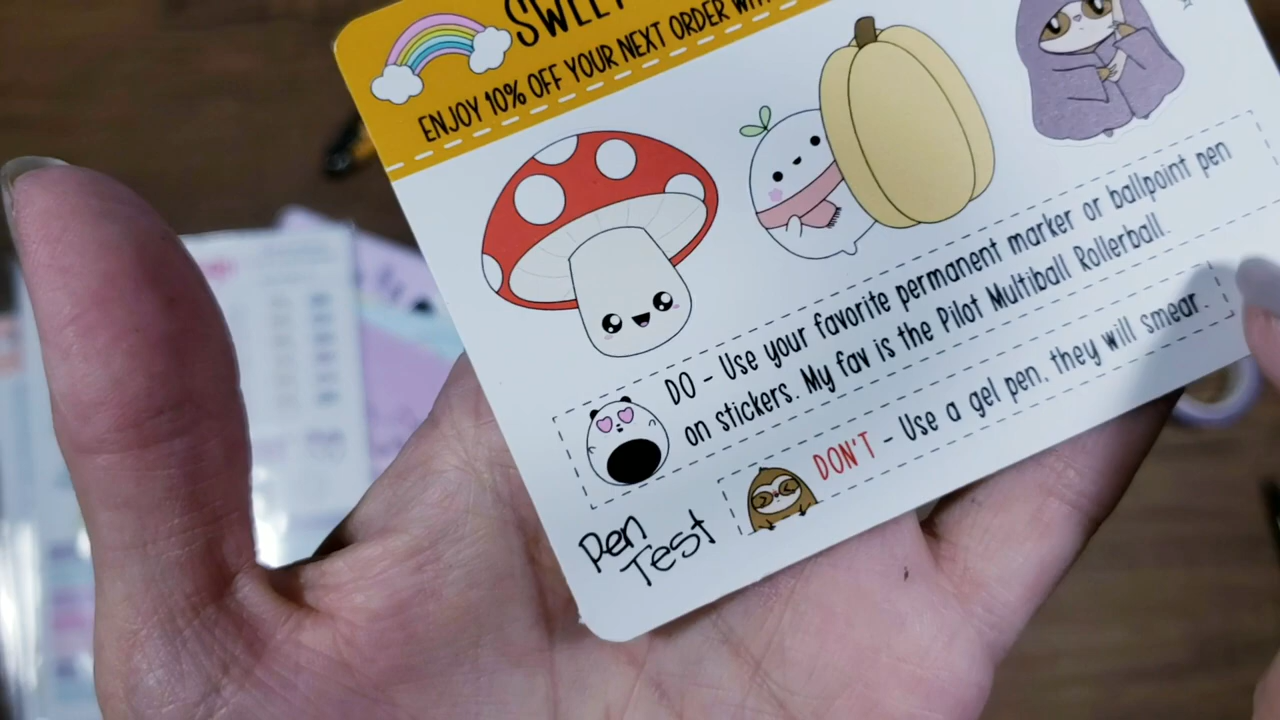 ENJOY 10% OFF YOUR NEXT ORDER
DO - Use your favorite permanent marker or ballpoint pen
on stickers. My fav is the Pilot Multiball Rollerball.
DON'T - Use a gel pen, they will smear.
Pen
Test